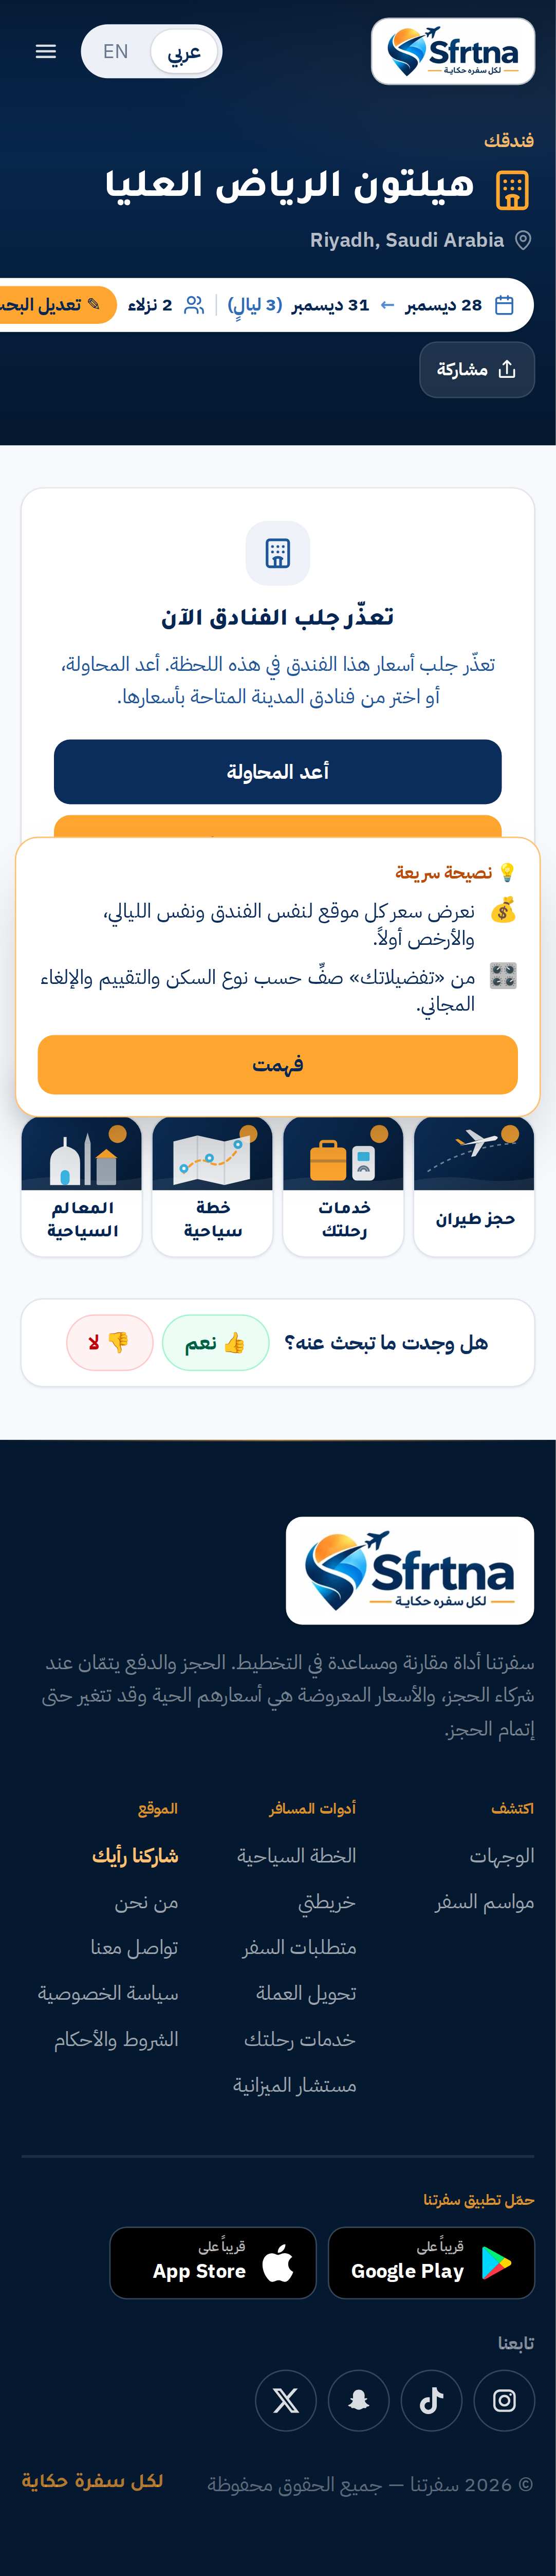 Sfrtna
لكل سفره حكاية
عربي
EN
فندقك
هيلتون الرياض العليا
Riyadh, Saudi Arabia
28 ديسمبر ← 31 ديسمبر (3 ليالٍ) 2 نزلاء ✎ تعديل البحث
مشاركة
تعذّر جلب الفنادق الآن
تعذّر جلب أسعار هذا الفندق في هذه اللحظة. أعد المحاولة،
أو اختر من فنادق المدينة المتاحة بأسعارها.
أعد المحاولة
💡 نصيحة سريعة
💰 نعرض سعر كل موقع لنفس الفندق ونفس الليالي،
والأرخص أولاً.
🎛️ من «تفضيلاتك» صفِّ حسب نوع السكن والتقييم والإلغاء
المجاني.
فهمت
حجز طيران
خدمات
رحلتك
خطة
سياحية
المعالم
السياحية
هل وجدت ما تبحث عنه؟
👍 نعم
👎 لا
Sfrtna
لكل سفره حكاية
سفرتنا أداة مقارنة ومساعدة في التخطيط. الحجز والدفع يتمّان عند
شركاء الحجز، والأسعار المعروضة هي أسعارهم الحية وقد تتغير حتى
إتمام الحجز.
اكتشف
الوجهات
مواسم السفر
أدوات المسافر
الخطة السياحية
خريطتي
متطلبات السفر
تحويل العملة
خدمات رحلتك
مستشار الميزانية
الموقع
شاركنا رأيك
من نحن
تواصل معنا
سياسة الخصوصية
الشروط والأحكام
حمّل تطبيق سفرتنا
قريباً على
Google Play
قريباً على
App Store
تابعنا
© 2026 سفرتنا — جميع الحقوق محفوظة
لكل سفرة حكاية